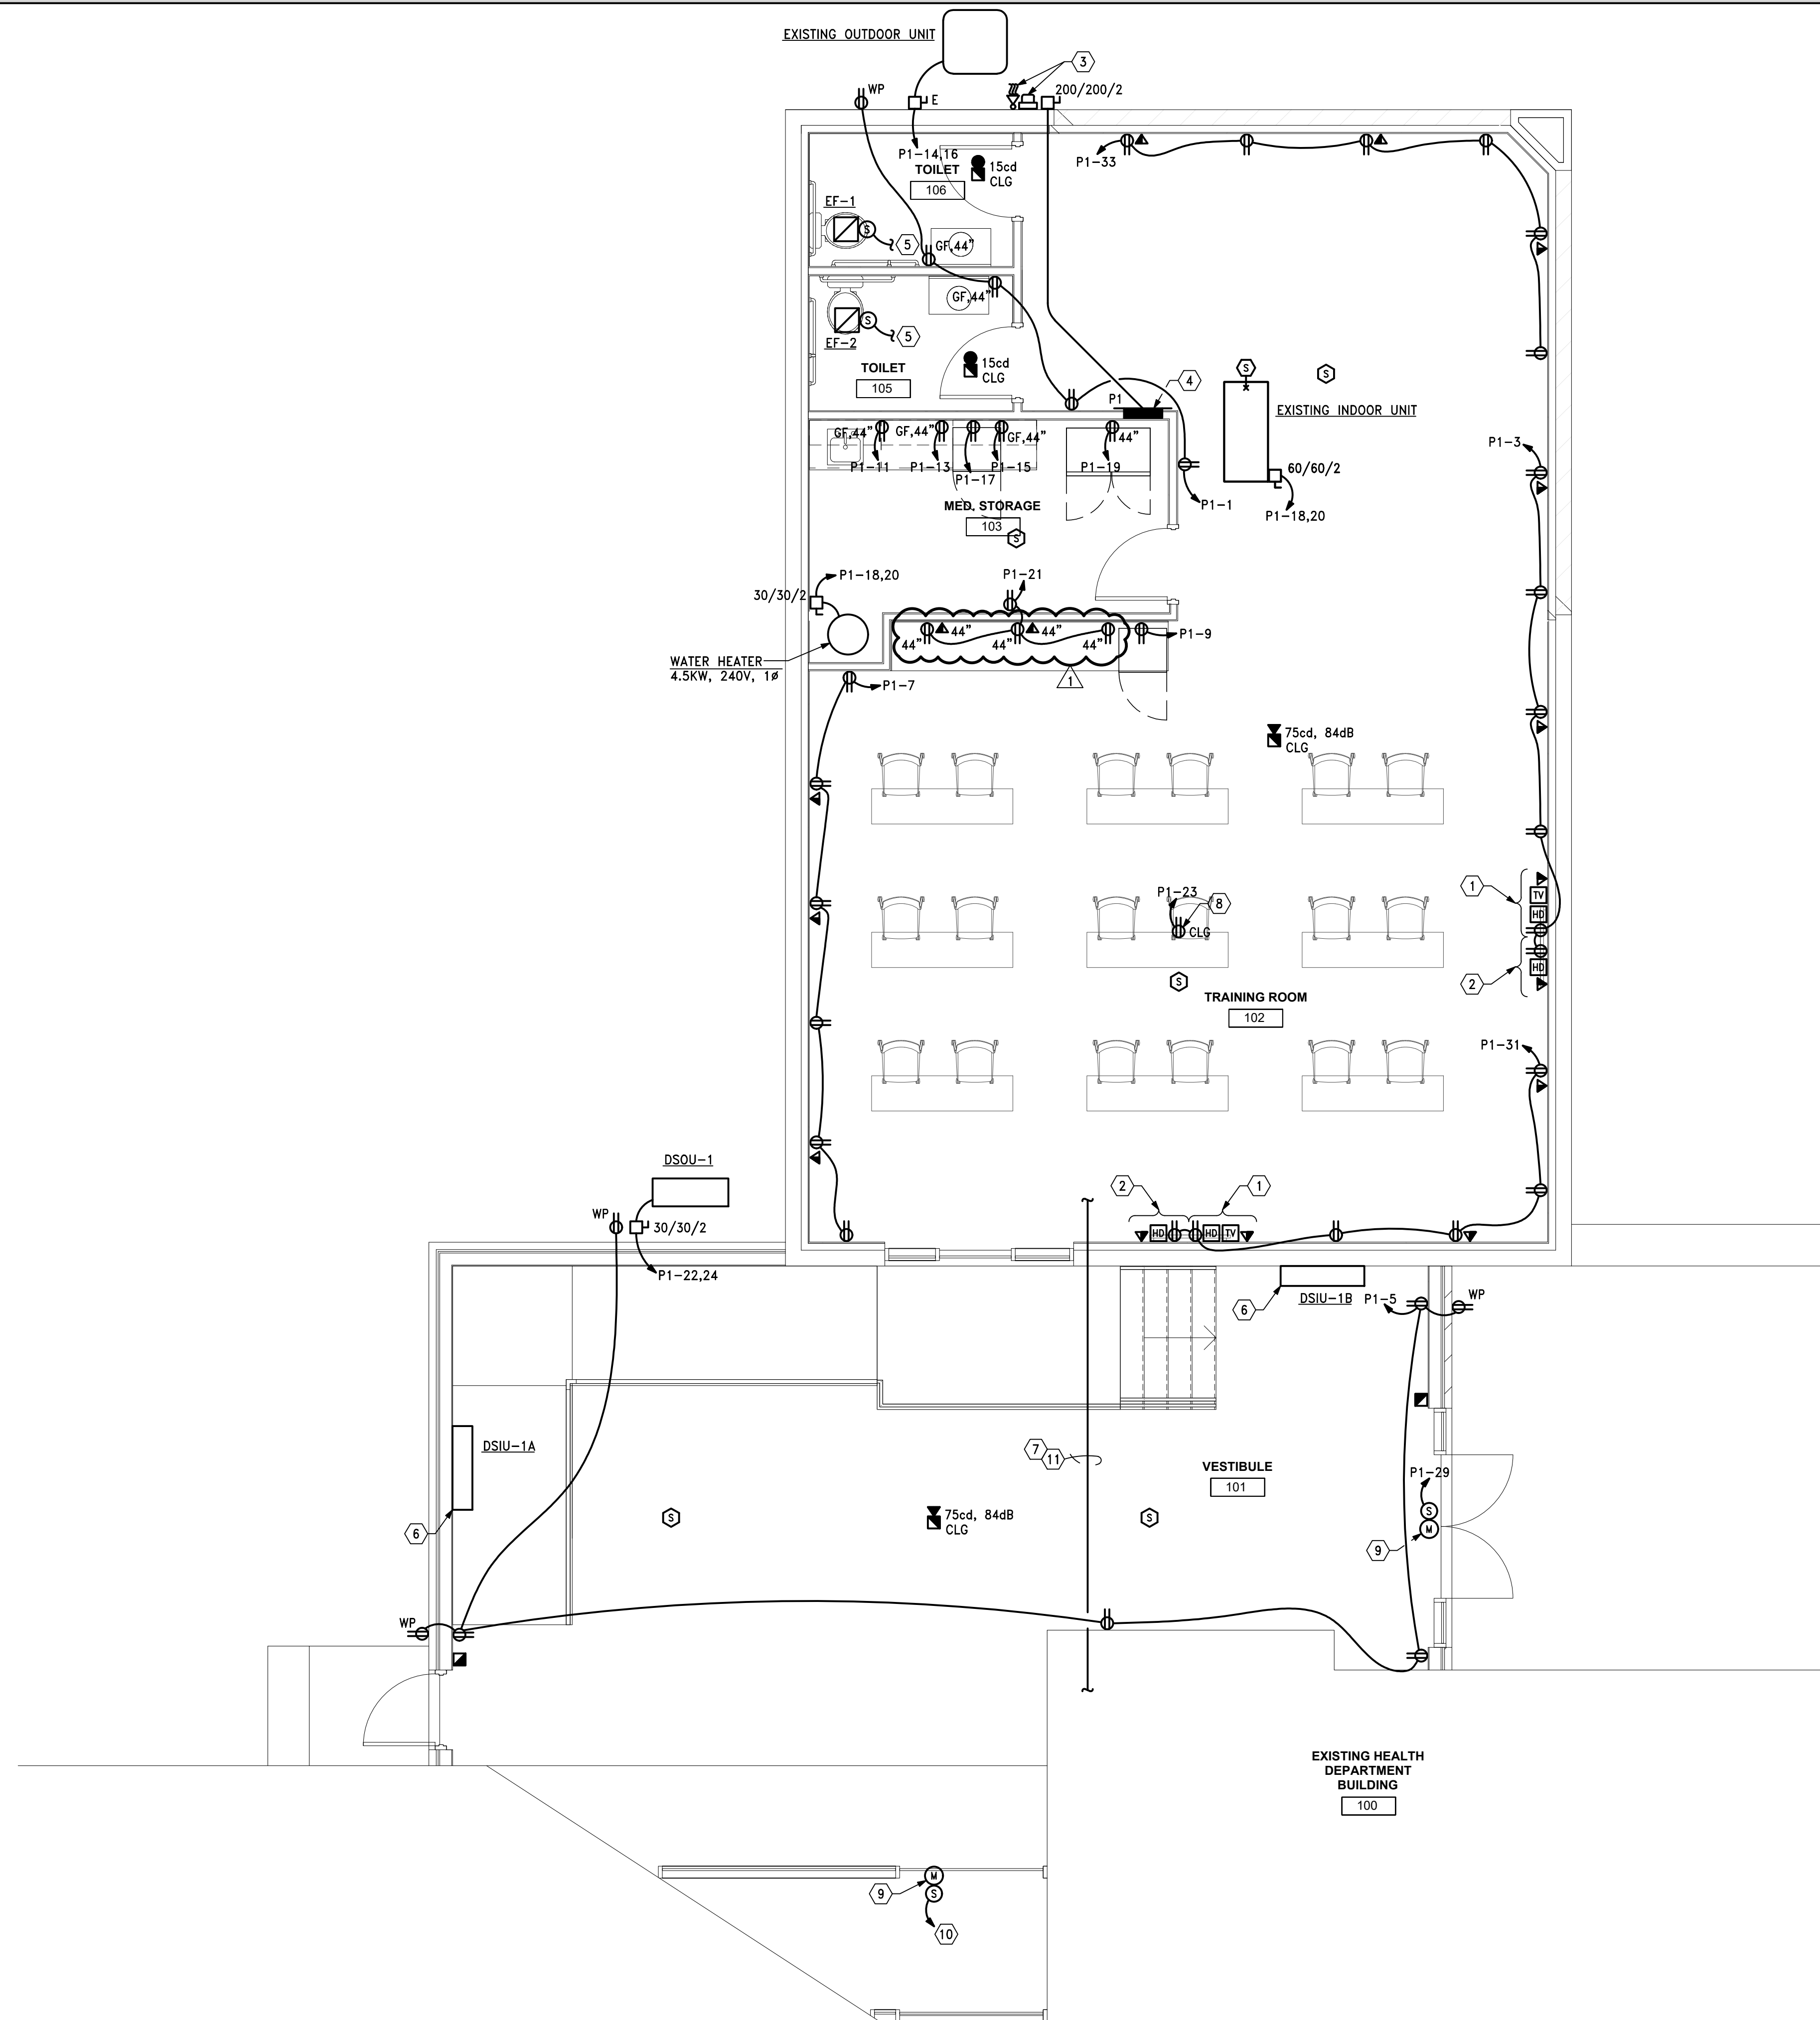 EXISTING OUTDOOR UNIT
3
WP
E
200/200/2
P1-14,16
TOILET
106
15cd
CLG
P1-33
EF-1
S
5
GF,44"
GF,44"
S
5
EF-2
TOILET
105
15cd
CLG
P1
4
S
S
EXISTING INDOOR UNIT
GF,44"
GF,44"
GF,44"
44"
P1-11
P1-13
P1-15
P1-17
P1-19
P1-3
60/60/2
P1-1
P1-18,20
MED. STORAGE
103
S
P1-18,20
P1-21
30/30/2
44"
44"
44"
44"
44"
P1-9
WATER HEATER
4.5KW, 240V, 1ø
1
P1-7
75cd, 84dB
CLG
1
TV
HD
P1-23
8
CLG
HD
2
S
TRAINING ROOM
102
P1-31
DSOU-1
2
1
WP
30/30/2
HD
HD
TV
P1-22,24
6
DSIU-1B
P1-5
WP
DSIU-1A
7
11
VESTIBULE
101
P1-29
S
75cd, 84dB
CLG
S
S
M
6
9
WP
EXISTING HEALTH
DEPARTMENT
BUILDING
100
M
9
S
10